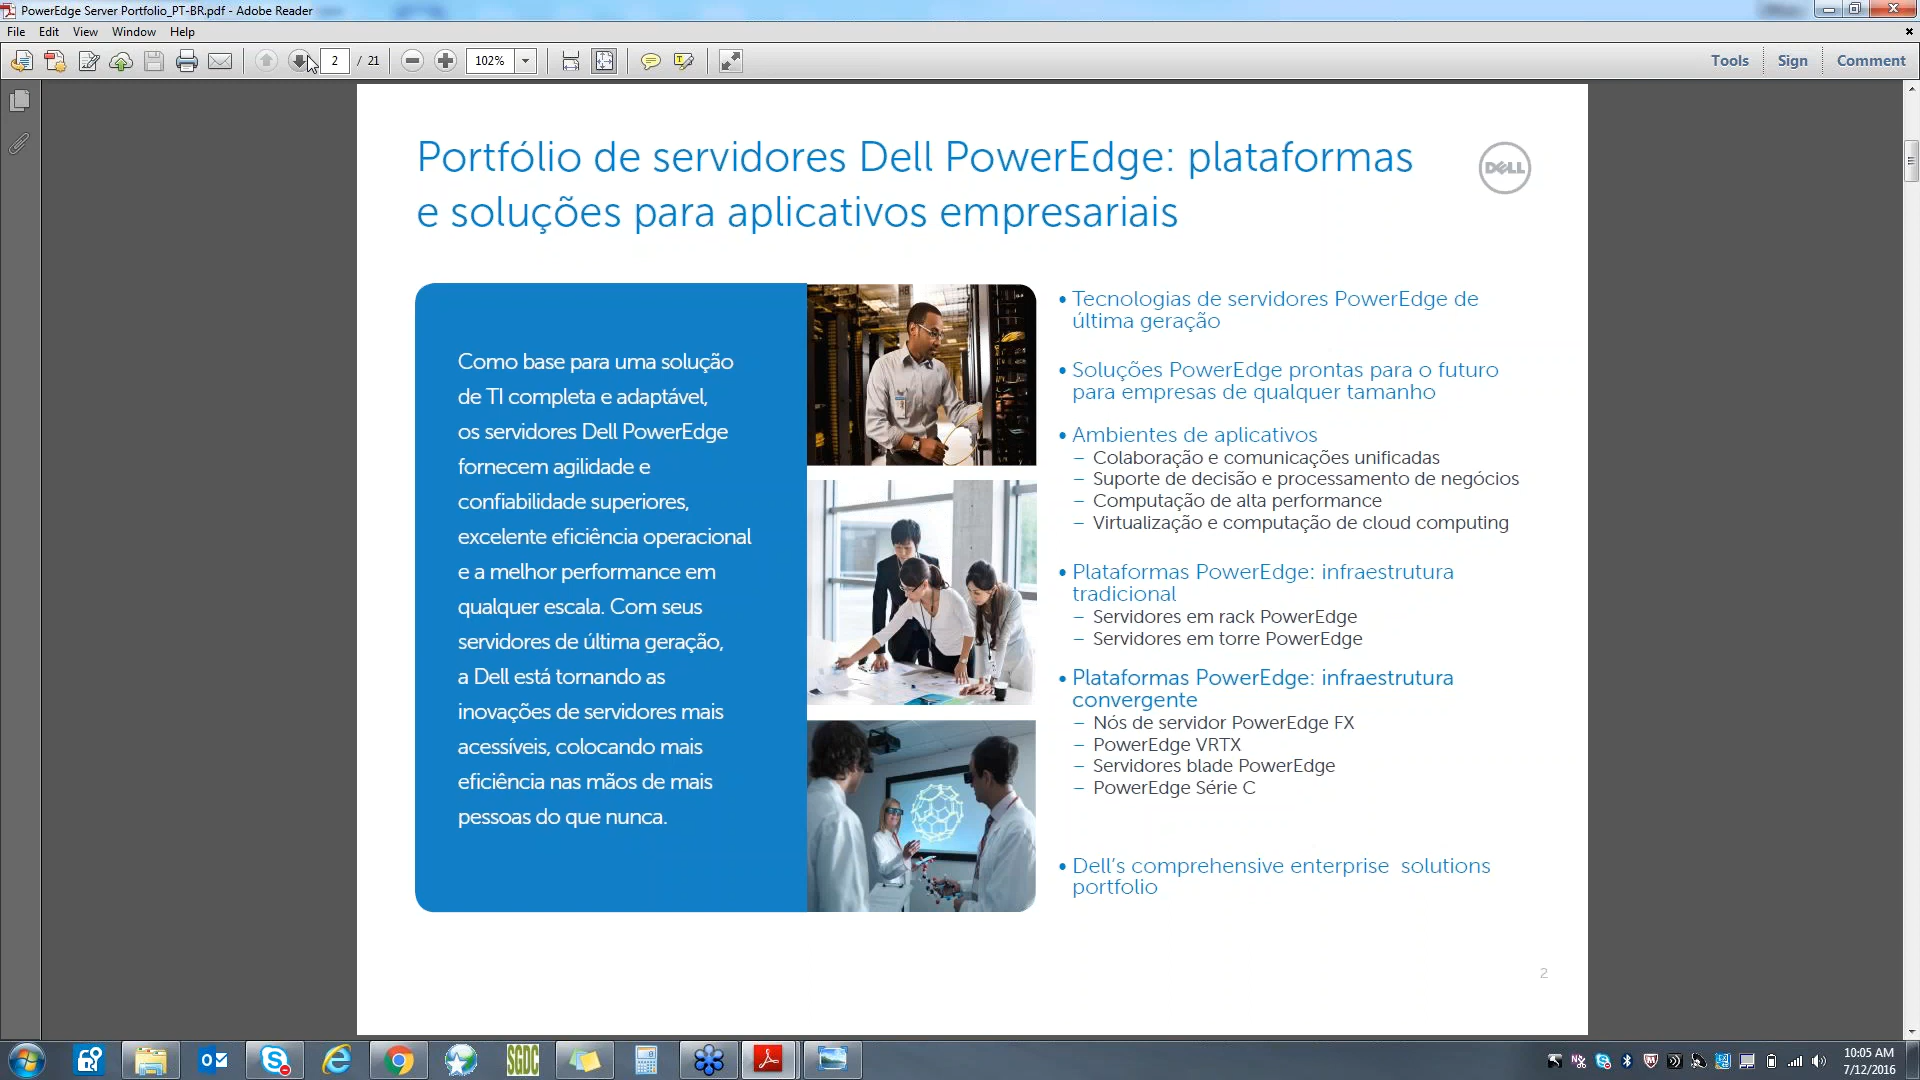 PowerEdge Server Portfolio_PT-BR.pdf - Adobe Reader
File Edit View Window Help
2 / 21 102% Tools Sign Comment
Portfólio de servidores Dell PowerEdge: plataformas
e soluções para aplicativos empresariais
DELL
Como base para uma solução
de TI completa e adaptável,
os servidores Dell PowerEdge
fornecem agilidade e
confiabilidade superiores,
excelente eficiência operacional
e a melhor performance em
qualquer escala. Com seus
servidores de última geração,
a Dell está tornando as
inovações de servidores mais
acessíveis, colocando mais
eficiência nas mãos de mais
pessoas do que nunca.
• Tecnologias de servidores PowerEdge de
última geração
• Soluções PowerEdge prontas para o futuro
para empresas de qualquer tamanho
• Ambientes de aplicativos
– Colaboração e comunicações unificadas
– Suporte de decisão e processamento de negócios
– Computação de alta performance
– Virtualização e computação de cloud computing
• Plataformas PowerEdge: infraestrutura
tradicional
– Servidores em rack PowerEdge
– Servidores em torre PowerEdge
• Plataformas PowerEdge: infraestrutura
convergente
– Nós de servidor PowerEdge FX
– PowerEdge VRTX
– Servidores blade PowerEdge
– PowerEdge Série C
• Dell’s comprehensive enterprise solutions
portfolio
2
SGDC
10:05 AM
7/12/2016